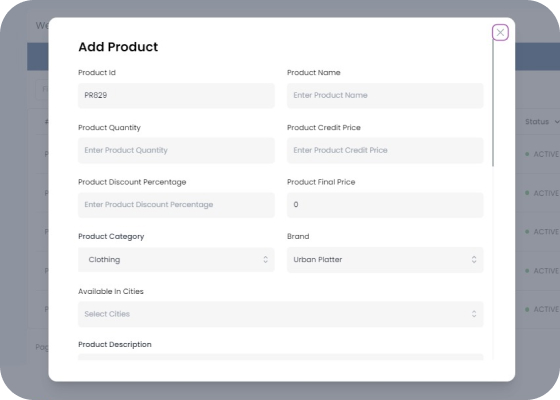 We
Add Product
Product Id
Product Name
PR829
Enter Product Name
Product Quantity
Product Credit Price
Enter Product Quantity
Enter Product Credit Price
Status
ACTIVE
Product Discount Percentage
Product Final Price
ACTIVE
Enter Product Discount Percentage
0
Product Category
Brand
ACTIVE
Clothing
Urban Platter
ACTIVE
Available In Cities
Select Cities
ACTIVE
Product Description
Pag